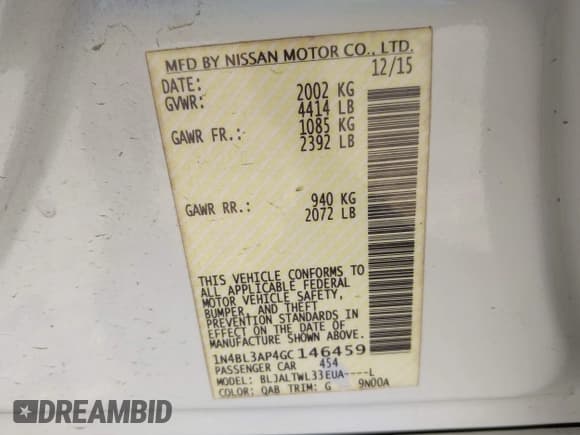 MFD BY NISSAN MOTOR CO., LTD.
DATE: 12/15
GVWR: 2002 KG
4414 LB
GAWR FR.: 1085 KG
2392 LB
GAWR RR.: 940 KG
2072 LB
THIS VEHICLE CONFORMS TO
ALL APPLICABLE FEDERAL
MOTOR VEHICLE SAFETY,
BUMPER, AND THEFT
PREVENTION STANDARDS IN
EFFECT ON THE DATE OF
MANUFACTURE SHOWN ABOVE.
1N4BL3AP4GC146459
PASSENGER CAR 454
MODEL: BLJALTWL33EUA----L
COLOR: QAB TRIM: G 9N00A
DREAMBID